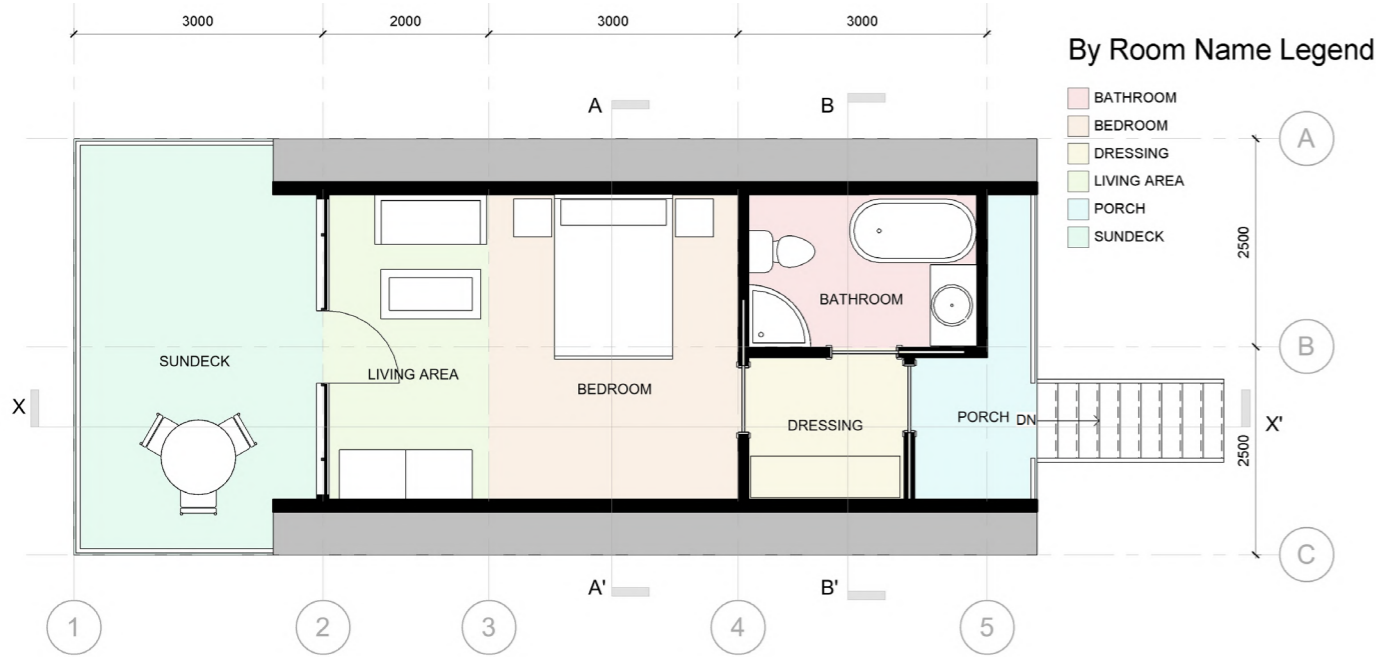 3000
2000
3000
3000
By Room Name Legend
BATHROOM
BEDROOM
DRESSING
LIVING AREA
PORCH
SUNDECK
A
B
A
2500
BATHROOM
B
SUNDECK
LIVING AREA
BEDROOM
X
PORCH
DN
DRESSING
X'
2500
C
A'
B'
1
2
3
4
5